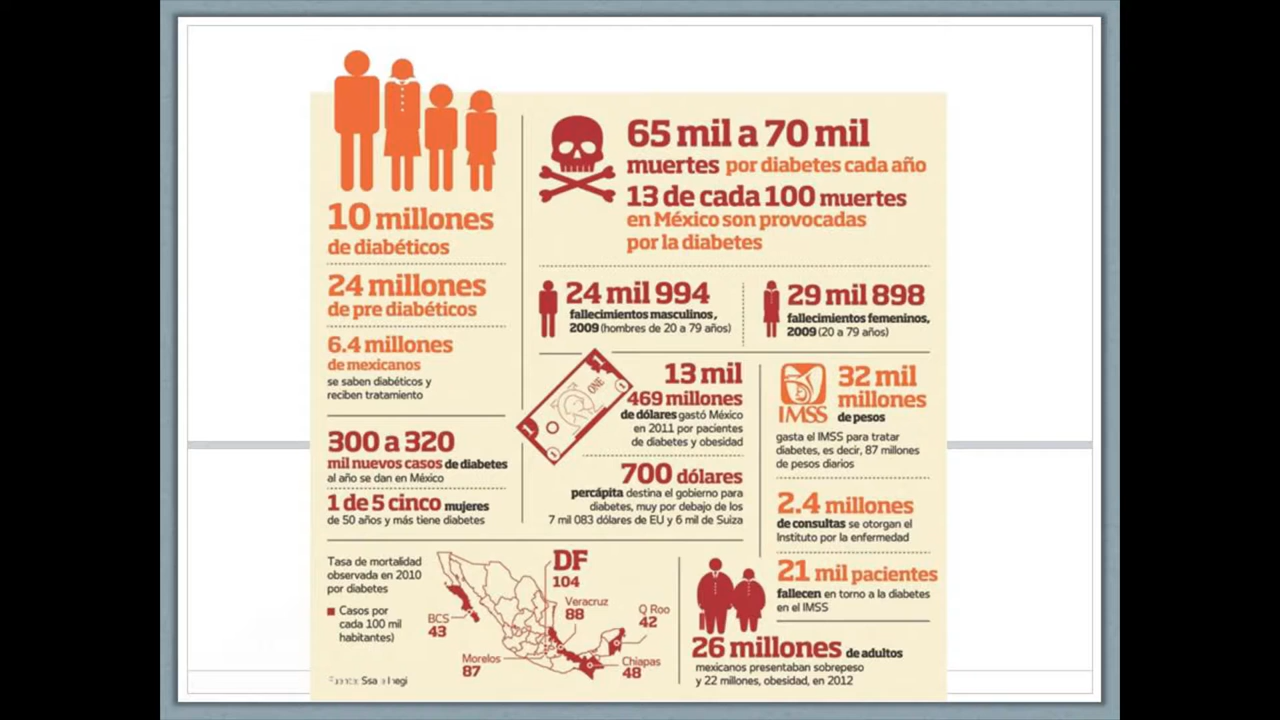 10 millones
de diabéticos
24 millones
de pre diabéticos
6.4 millones
de mexicanos
se saben diabéticos y
reciben tratamiento
300 a 320
mil nuevos casos de diabetes
al año se dan en México
1 de 5 cinco mujeres
de 50 años y más tiene diabetes
65 mil a 70 mil
muertes por diabetes cada año
13 de cada 100 muertes
en México son provocadas
por la diabetes
24 mil 994
fallecimientos masculinos,
2009 (hombres de 20 a 79 años)
29 mil 898
fallecimientos femeninos,
2009 (20 a 79 años)
1
ONE
1
1
1
13 mil
469 millones
de dólares gastó México
en 2011 por pacientes
de diabetes y obesidad
700 dólares
percápita destina el gobierno para
diabetes, muy por debajo de los
7 mil 083 dólares de EU y 6 mil de Suiza
IMSS
32 mil
millones
de pesos
gasta el IMSS para tratar
diabetes, es decir, 87 millones
de pesos diarios
2.4 millones
de consultas se otorgan el
Instituto por la enfermedad
21 mil pacientes
fallecen en torno a la diabetes
en el IMSS
Tasa de mortalidad
observada en 2010
por diabetes
Casos por
cada 100 mil
habitantes)
DF
104
Veracruz
88
Q Roo
42
BCS
43
Morelos
87
Chiapas
48
26 millones de adultos
mexicanos presentaban sobrepeso
y 22 millones, obesidad, en 2012
Ssa